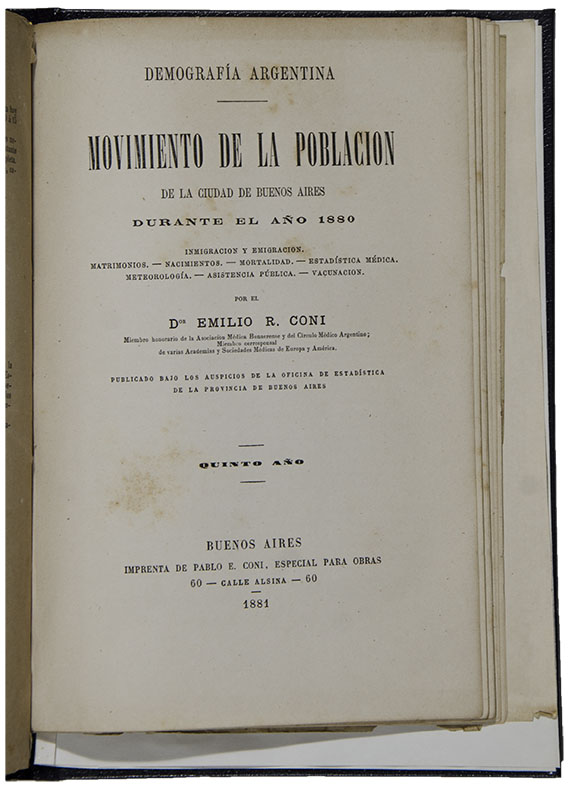 DEMOGRAFÍA ARGENTINA
MOVIMIENTO DE LA POBLACION
DE LA CIUDAD DE BUENOS AIRES
DURANTE EL AÑO 1880
INMIGRACION Y EMIGRACION.
MATRIMONIOS. — NACIMIENTOS. — MORTALIDAD. — ESTADÍSTICA MÉDICA.
METEOROLOGÍA. — ASISTENCIA PÚBLICA. — VACUNACION.
POR EL
Dor EMILIO R. CONI
Miembro honorario de la Asociacion Médica Bonaerense y del Círculo Médico Argentino;
Miembro corresponsal
de varias Academias y Sociedades Médicas de Europa y América.
PUBLICADO BAJO LOS AUSPICIOS DE LA OFICINA DE ESTADÍSTICA
DE LA PROVINCIA DE BUENOS AIRES
QUINTO AÑO
BUENOS AIRES
IMPRENTA DE PABLO E. CONI, ESPECIAL PARA OBRAS
60 — CALLE ALSINA — 60
1881